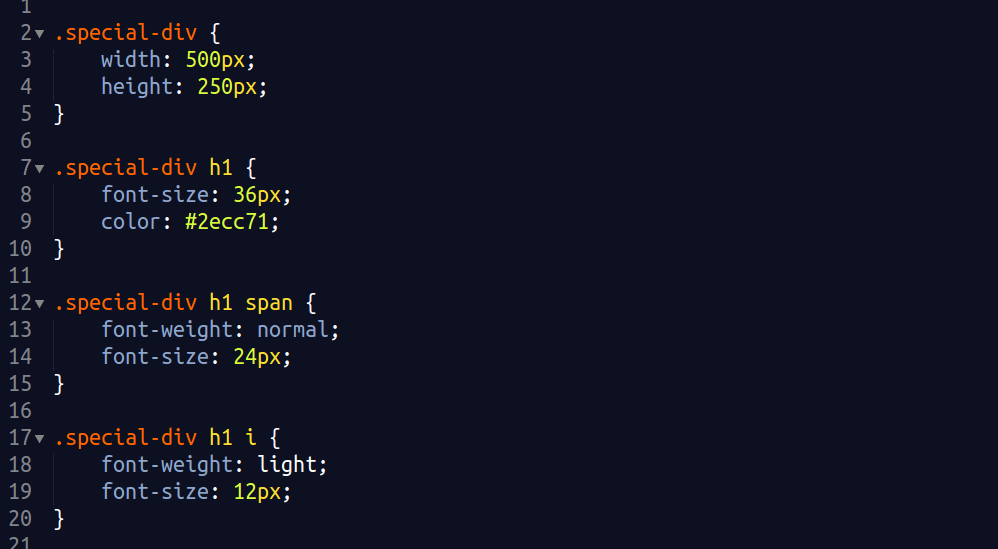 1
2 .special-div {
3 width: 500px;
4 height: 250px;
5 }
6
7 .special-div h1 {
8 font-size: 36px;
9 color: #2ecc71;
10 }
11
12 .special-div h1 span {
13 font-weight: normal;
14 font-size: 24px;
15 }
16
17 .special-div h1 i {
18 font-weight: light;
19 font-size: 12px;
20 }
21